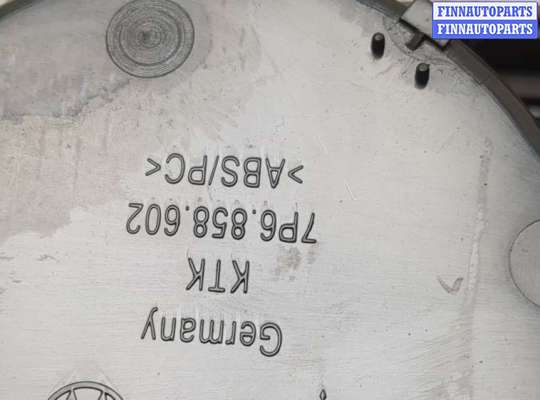 FINNAUTOPARTS
FINNAUTOPARTS
Germany
KTK
7P6.858.602
>ABS/PC<